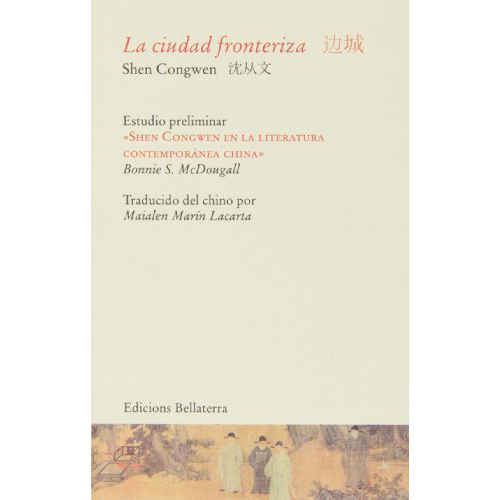 La ciudad fronteriza 边城
Shen Congwen 沈从文
Estudio preliminar
«Shen Congwen en la literatura
contemporánea china»
Bonnie S. McDougall
Traducido del chino por
Maialen Marín Lacarta
Edicions Bellaterra